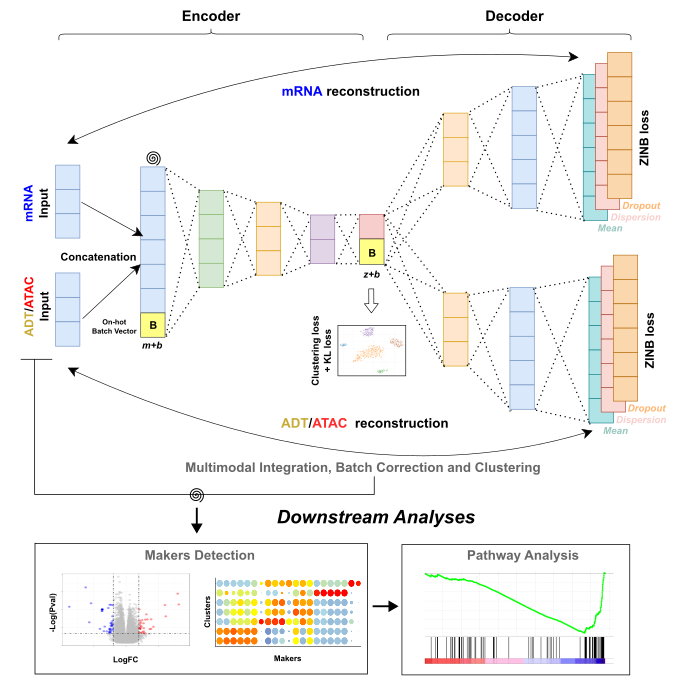 Encoder
Decoder
mRNA reconstruction
mRNA
Input
ZINB loss
Dropout
Dispersion
Mean
Concatenation
B
z+b
ADT/ATAC
Input
On-hot
Batch Vector
B
m+b
Clustering loss
+ KL loss
ZINB loss
Dropout
Dispersion
Mean
ADT/ATAC reconstruction
Multimodal Integration, Batch Correction and Clustering
Downstream Analyses
Makers Detection
Pathway Analysis
-Log(Pval)
LogFC
Clusters
Makers